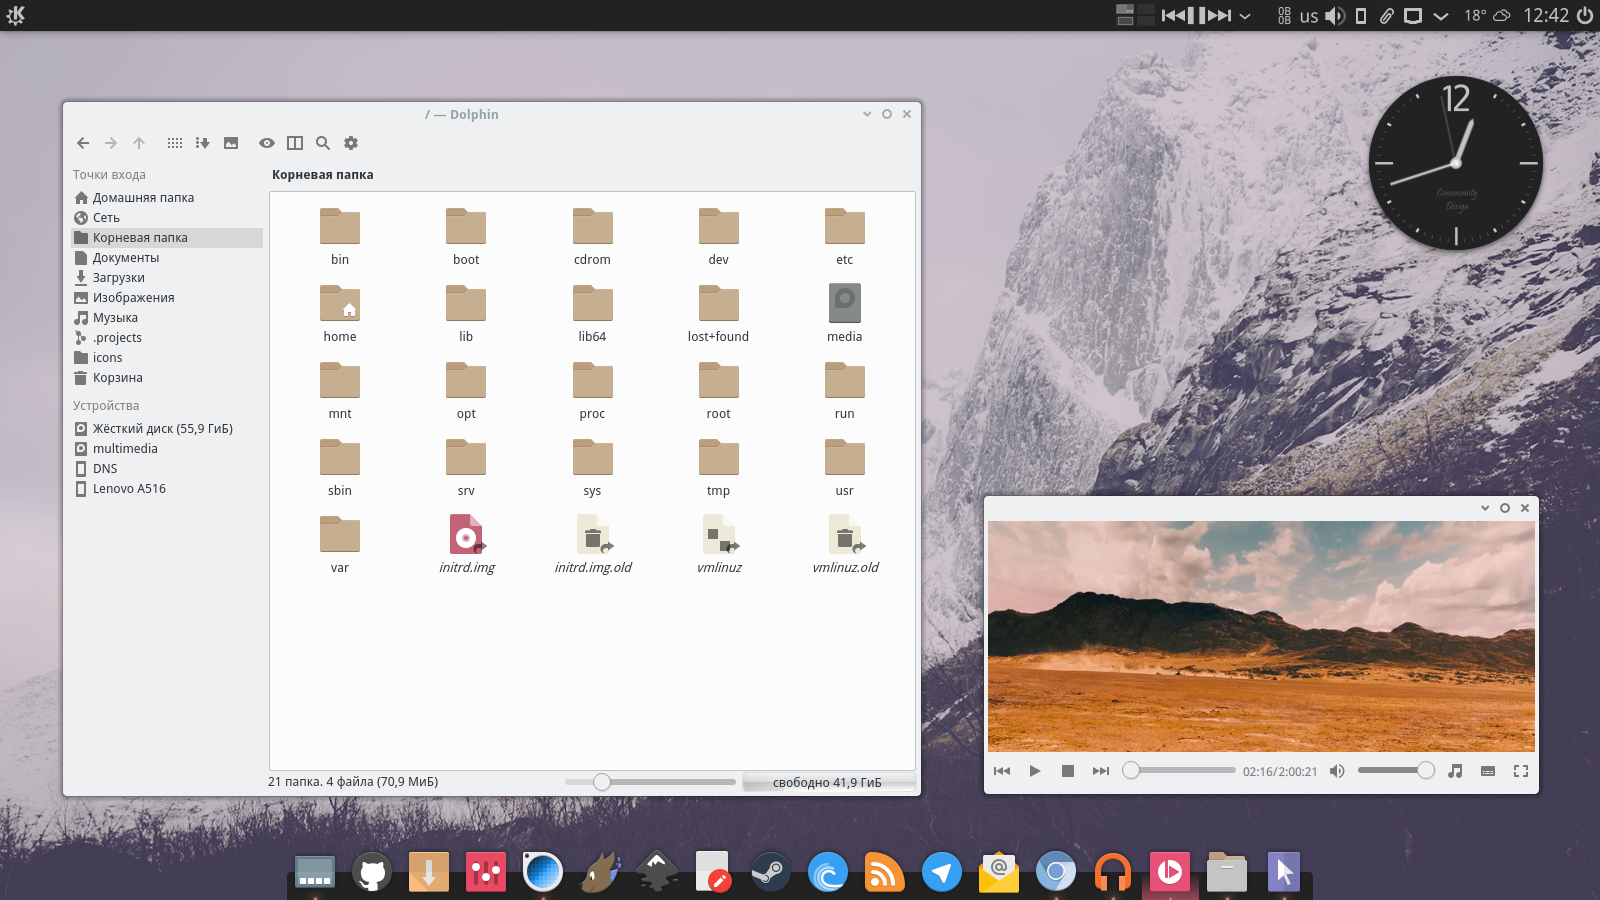 0B
0B
us
18°
12:42
/ — Dolphin
Точки входа
Домашняя папка
Сеть
Корневая папка
Документы
Загрузки
Изображения
Музыка
.projects
icons
Корзина
Устройства
Жёсткий диск (55,9 ГиБ)
multimedia
DNS
Lenovo A516
Корневая папка
bin
boot
cdrom
dev
etc
home
lib
lib64
lost+found
media
mnt
opt
proc
root
run
sbin
srv
sys
tmp
usr
var
initrd.img
initrd.img.old
vmlinuz
vmlinuz.old
21 папка. 4 файла (70,9 МиБ)
свободно 41,9 ГиБ
12
Community
Design
02:16/2:00:21